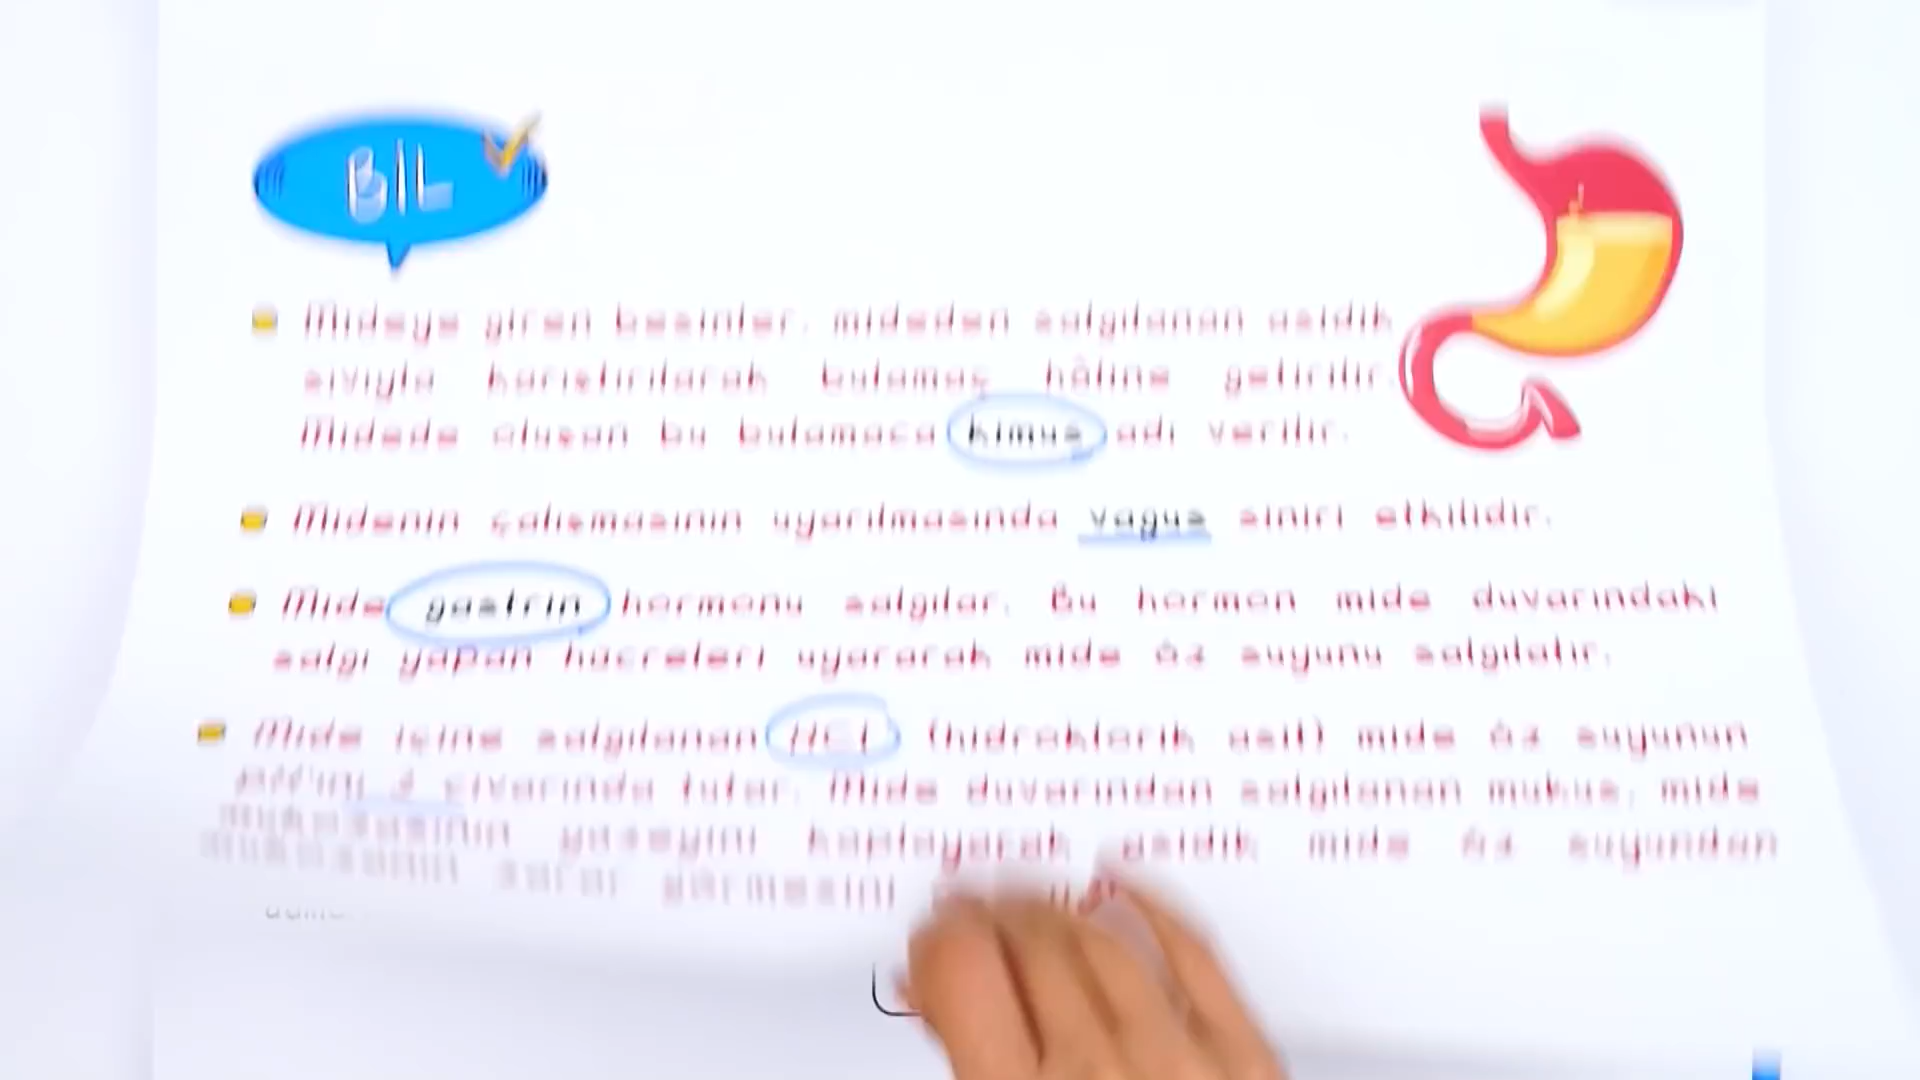 BİL
Mideye giren besinler, mideden salgılanan asidik
sıvıyla karıştırılarak bulamaç hâline getirilir.
Midede oluşan bu bulamaca kimus adı verilir.
Midenin çalışmasının uyarılmasında vagus siniri etkilidir.
Mide gastrin hormonu salgılar. Bu hormon mide duvarındaki
salgı yapan hücreleri uyararak mide öz suyunu salgılatır.
Mide içine salgılanan HCl (hidroklorik asit) mide öz suyunun
pH'ını 2 civarında tutar. Mide duvarından salgılanan mukus, mide
mukozasının yüzeyini kaplayarak asidik mide öz suyundan
mukozanın zarar görmesini